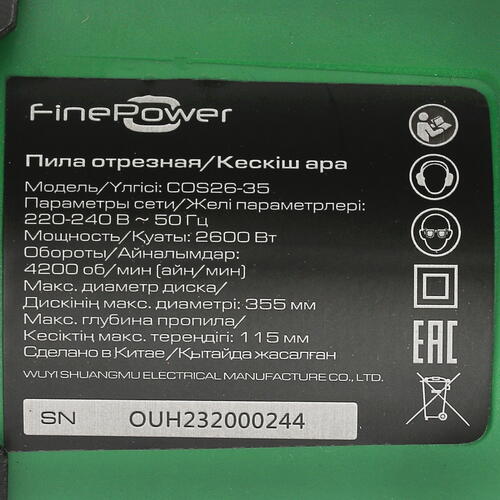 FinePower
Пила отрезная/Кескіш ара
Модель/Үлгісі: COS26-35
Параметры сети/Желі параметрлері:
220-240 В ~ 50 Гц
Мощность/Қуаты: 2600 Вт
Обороты/Айналымдар:
4200 об/мин (айн/мин)
Макс. диаметр диска/
Дискінің макс. диаметрі: 355 мм
Макс. глубина пропила/
Кесіктің макс. тереңдігі: 115 мм
Сделано в Китае/Қытайда жасалған
WUYI SHUANGMU ELECTRICAL MANUFACTURE CO., LTD.
SN OUH232000244
EAC